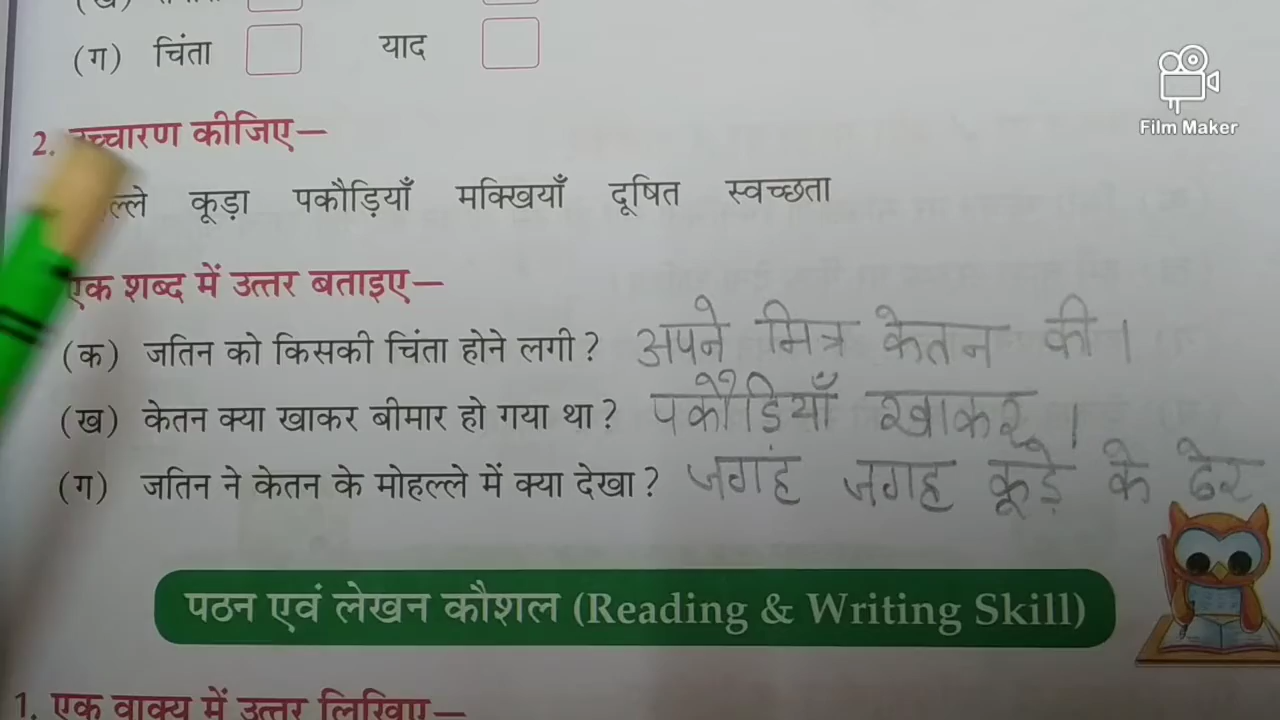 (ग) चिंता याद
Film Maker
2. उच्चारण कीजिए—
कूड़ा पकौड़ियाँ मक्खियाँ दूषित स्वच्छता
एक शब्द में उत्तर बताइए—
(क) जतिन को किसकी चिंता होने लगी? अपने मित्र केतन की।
(ख) केतन क्या खाकर बीमार हो गया था? पकौड़ियाँ खाकर।
(ग) जतिन ने केतन के मोहल्ले में क्या देखा? जगह जगह कूड़े के ढेर
पठन एवं लेखन कौशल (Reading & Writing Skill)
1. एक वाक्य में उत्तर लिखिए—